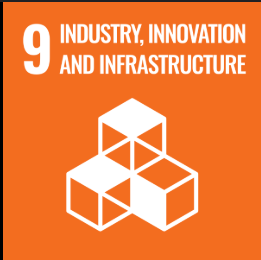 9 INDUSTRY, INNOVATION
AND INFRASTRUCTURE